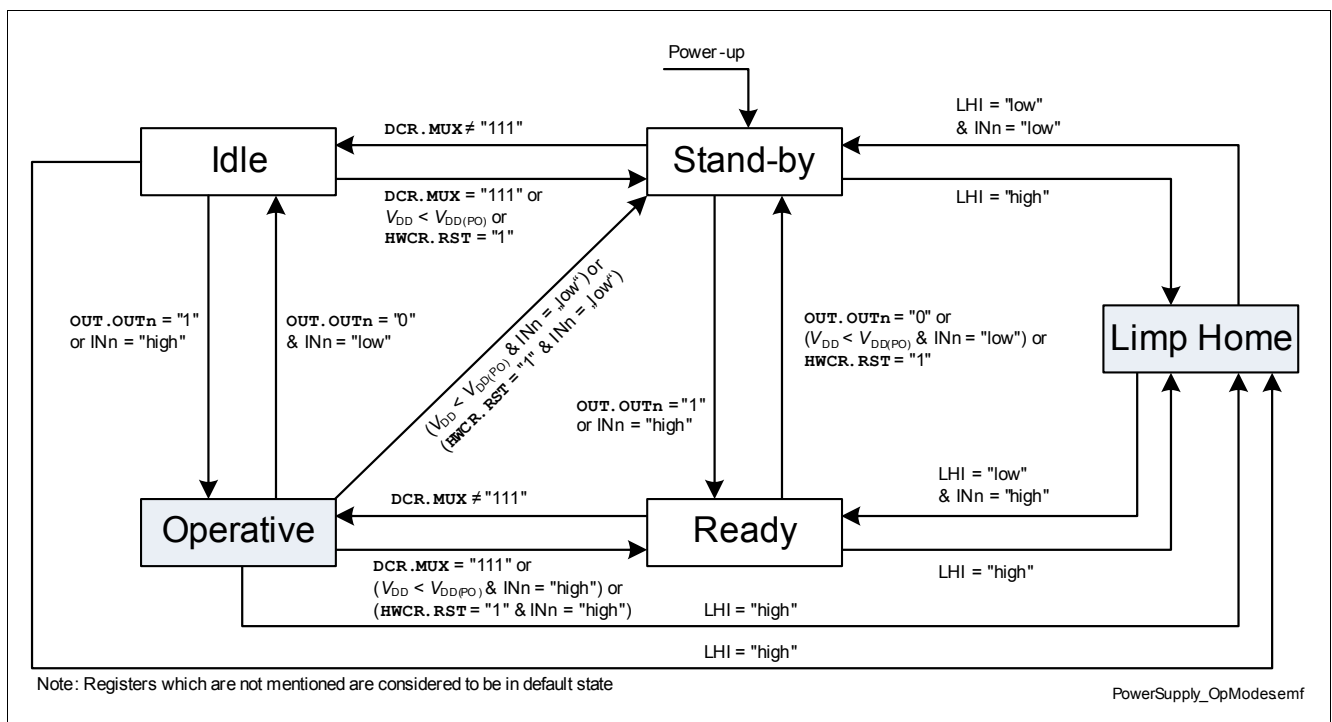 Power-up
DCR.MUX ≠ "111"
LHI = "low"
& INn = "low"
Idle
Stand-by
DCR.MUX = "111" or
VDD < VDD(PO) or
HWCR.RST = "1"
LHI = "high"
(VDD < VDD(PO) & INn = „low“) or
(HWCR.RST = "1" & INn = „low“)
OUT.OUTn = "1"
or INn = "high"
OUT.OUTn = "0"
& INn = "low"
OUT.OUTn = "0" or
(VDD < VDD(PO) & INn = "low") or
HWCR.RST = "1"
Limp Home
OUT.OUTn = "1"
or INn = "high"
LHI = "low"
& INn = "high"
DCR.MUX ≠ "111"
Operative
Ready
DCR.MUX = "111" or
(VDD < VDD(PO) & INn = "high") or
(HWCR.RST = "1" & INn = "high")
LHI = "high"
LHI = "high"
LHI = "high"
Note: Registers which are not mentioned are considered to be in default state
PowerSupply_OpModes.emf